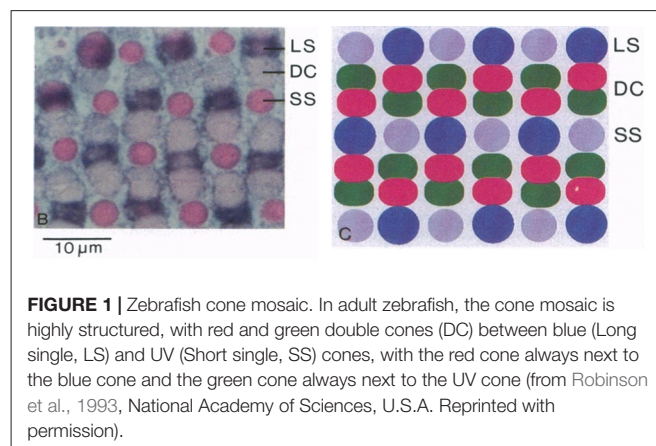 LS
DC
SS
B
10 µm
LS
DC
SS
C
FIGURE 1 | Zebrafish cone mosaic. In adult zebrafish, the cone mosaic is
highly structured, with red and green double cones (DC) between blue (Long
single, LS) and UV (Short single, SS) cones, with the red cone always next to
the blue cone and the green cone always next to the UV cone (from Robinson
et al., 1993, National Academy of Sciences, U.S.A. Reprinted with
permission).